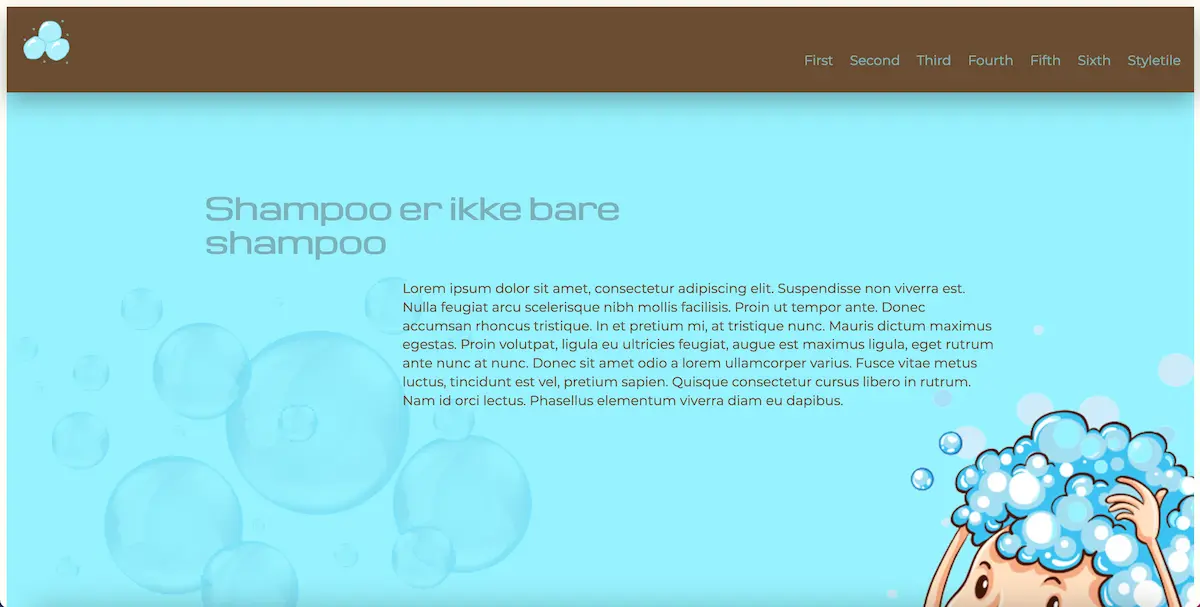 First Second Third Fourth Fifth Sixth Styletile
Shampoo er ikke bare
shampoo
Lorem ipsum dolor sit amet, consectetur adipiscing elit. Suspendisse non viverra est.
Nulla feugiat arcu scelerisque nibh mollis facilisis. Proin ut tempor ante. Donec
accumsan rhoncus tristique. In et pretium mi, at tristique nunc. Mauris dictum maximus
egestas. Proin volutpat, ligula eu ultricies feugiat, augue est maximus ligula, eget rutrum
ante nunc at nunc. Donec sit amet odio a lorem ullamcorper varius. Fusce vitae metus
luctus, tincidunt est vel, pretium sapien. Quisque consectetur cursus libero in rutrum.
Nam id orci lectus. Phasellus elementum viverra diam eu dapibus.